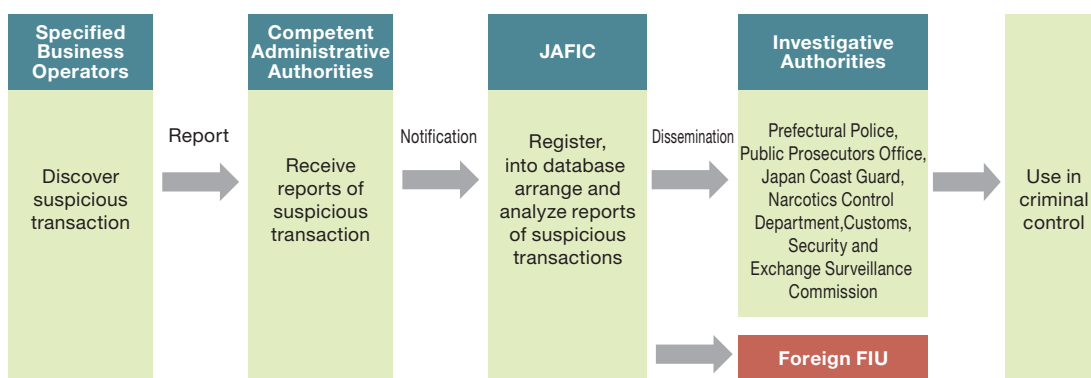 Specified
Business
Operators
Discover
suspicious
transaction
Report
Competent
Administrative
Authorities
Receive
reports of
suspicious
transaction
Notification
JAFIC
Register,
into database
arrange and
analyze reports
of suspicious
transactions
Dissemination
Investigative
Authorities
Prefectural Police,
Public Prosecutors Office,
Japan Coast Guard,
Narcotics Control
Department,Customs,
Security and
Exchange Surveillance
Commission
Foreign FIU
Use in
criminal
control